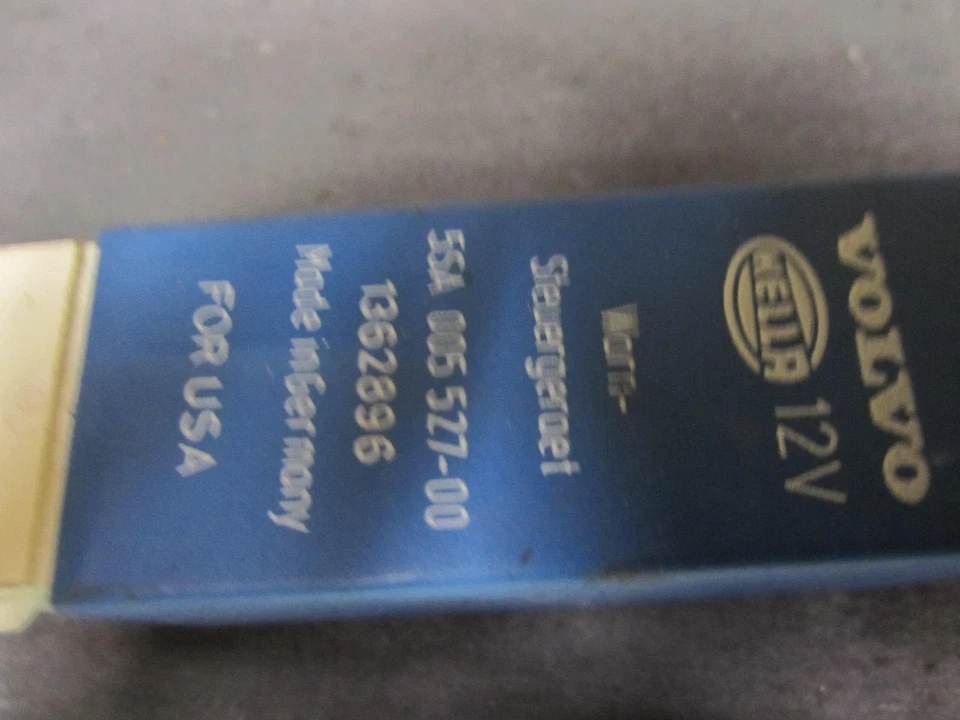 VOLVO
HELLA 12V
Warn-
Steuergeraet
5SA 005 527-00
1362896
Made in Germany
FOR USA